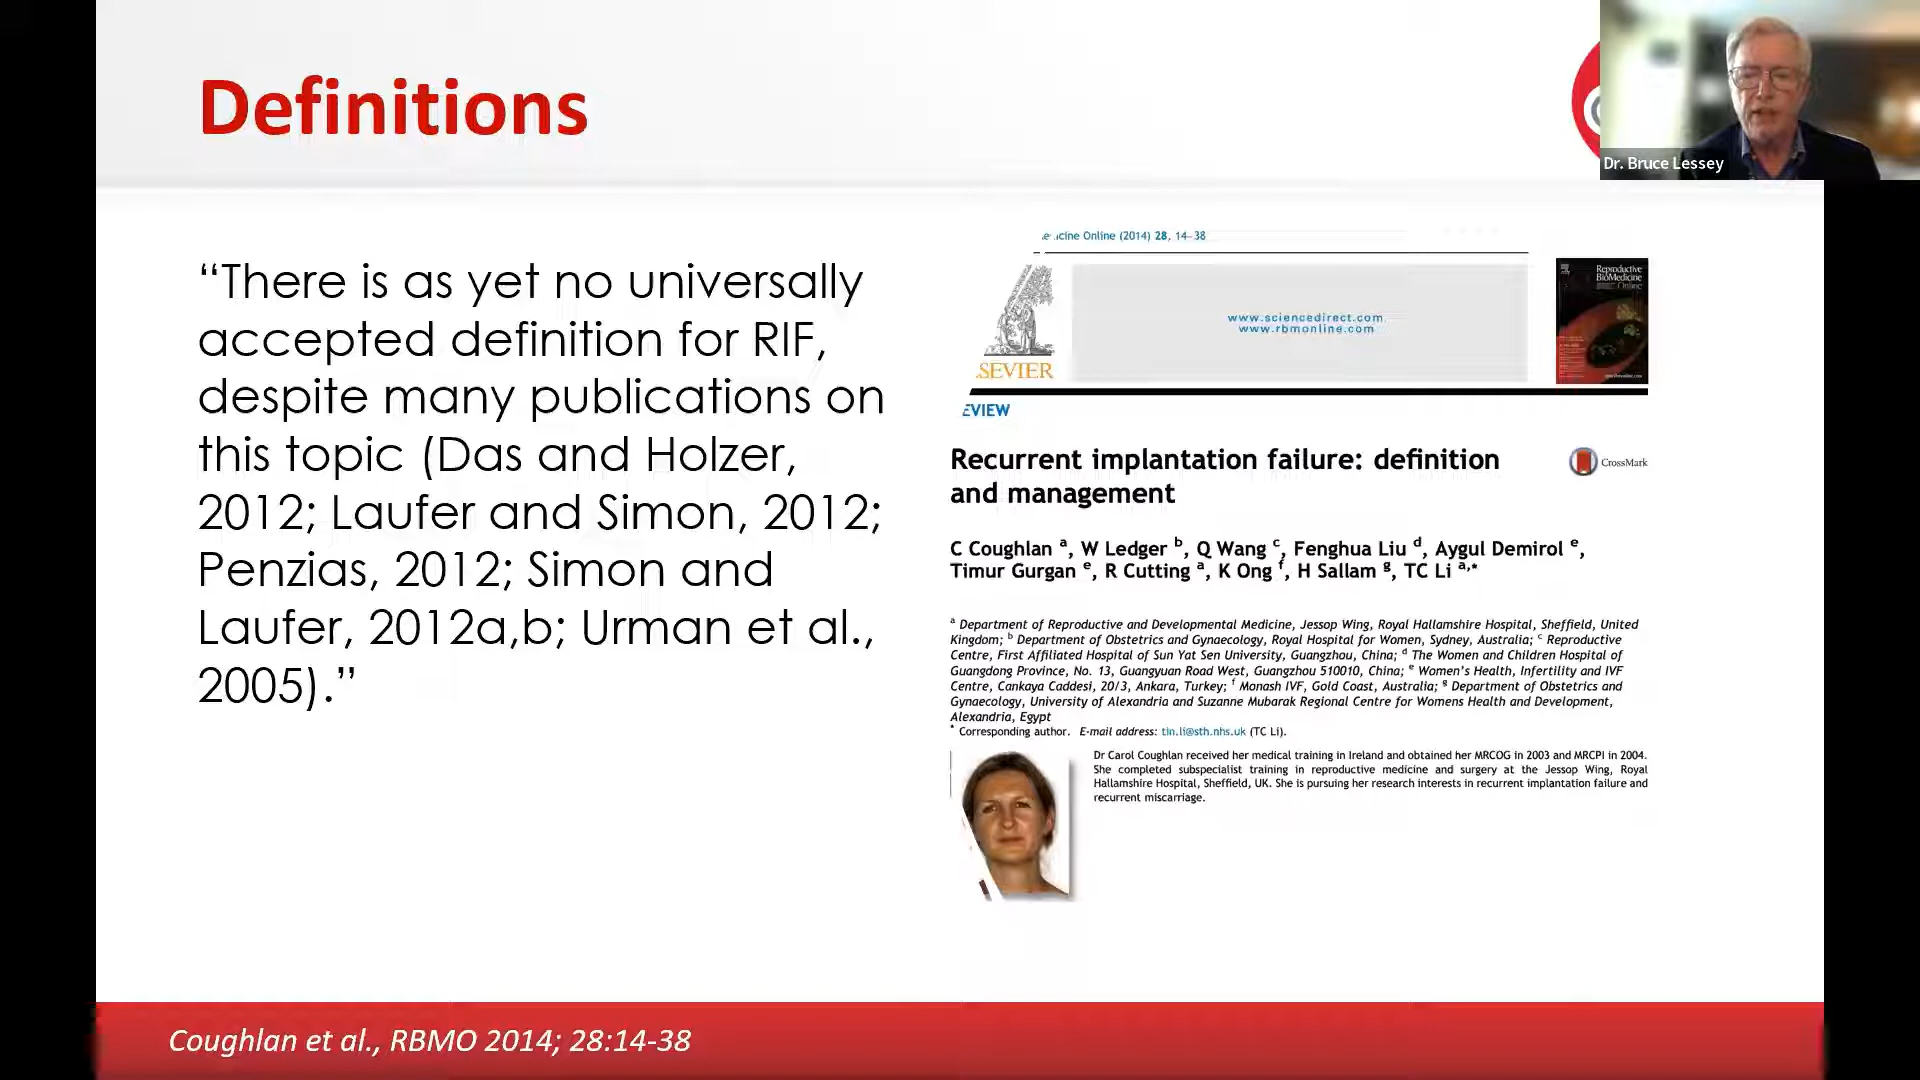 Definitions
Dr. Bruce Lessey
“There is as yet no universally
accepted definition for RIF,
despite many publications on
this topic (Das and Holzer,
2012; Laufer and Simon, 2012;
Penzias, 2012; Simon and
Laufer, 2012a,b; Urman et al.,
2005).”
cine Online (2014) 28, 14–38
www.sciencedirect.com
www.rbmonline.com
SEVIER
Reproductive
BioMedicine
Online
EVIEW
Recurrent implantation failure: definition
and management
CrossMark
C Coughlan a, W Ledger b, Q Wang c, Fenghua Liu d, Aygul Demirol e,
Timur Gurgan e, R Cutting a, K Ong f, H Sallam g, TC Li a,*
a Department of Reproductive and Developmental Medicine, Jessop Wing, Royal Hallamshire Hospital, Sheffield, United
Kingdom; b Department of Obstetrics and Gynaecology, Royal Hospital for Women, Sydney, Australia; c Reproductive
Centre, First Affiliated Hospital of Sun Yat Sen University, Guangzhou, China; d The Women and Children Hospital of
Guangdong Province, No. 13, Guangyuan Road West, Guangzhou 510010, China; e Women’s Health, Infertility and IVF
Centre, Cankaya Caddesi, 20/3, Ankara, Turkey; f Monash IVF, Gold Coast, Australia; g Department of Obstetrics and
Gynaecology, University of Alexandria and Suzanne Mubarak Regional Centre for Womens Health and Development,
Alexandria, Egypt
* Corresponding author. E-mail address: tin.li@sth.nhs.uk (TC Li).
Dr Carol Coughlan received her medical training in Ireland and obtained her MRCOG in 2003 and MRCPI in 2004.
She completed subspecialist training in reproductive medicine and surgery at the Jessop Wing, Royal
Hallamshire Hospital, Sheffield, UK. She is pursuing her research interests in recurrent implantation failure and
recurrent miscarriage.
Coughlan et al., RBMO 2014; 28:14-38